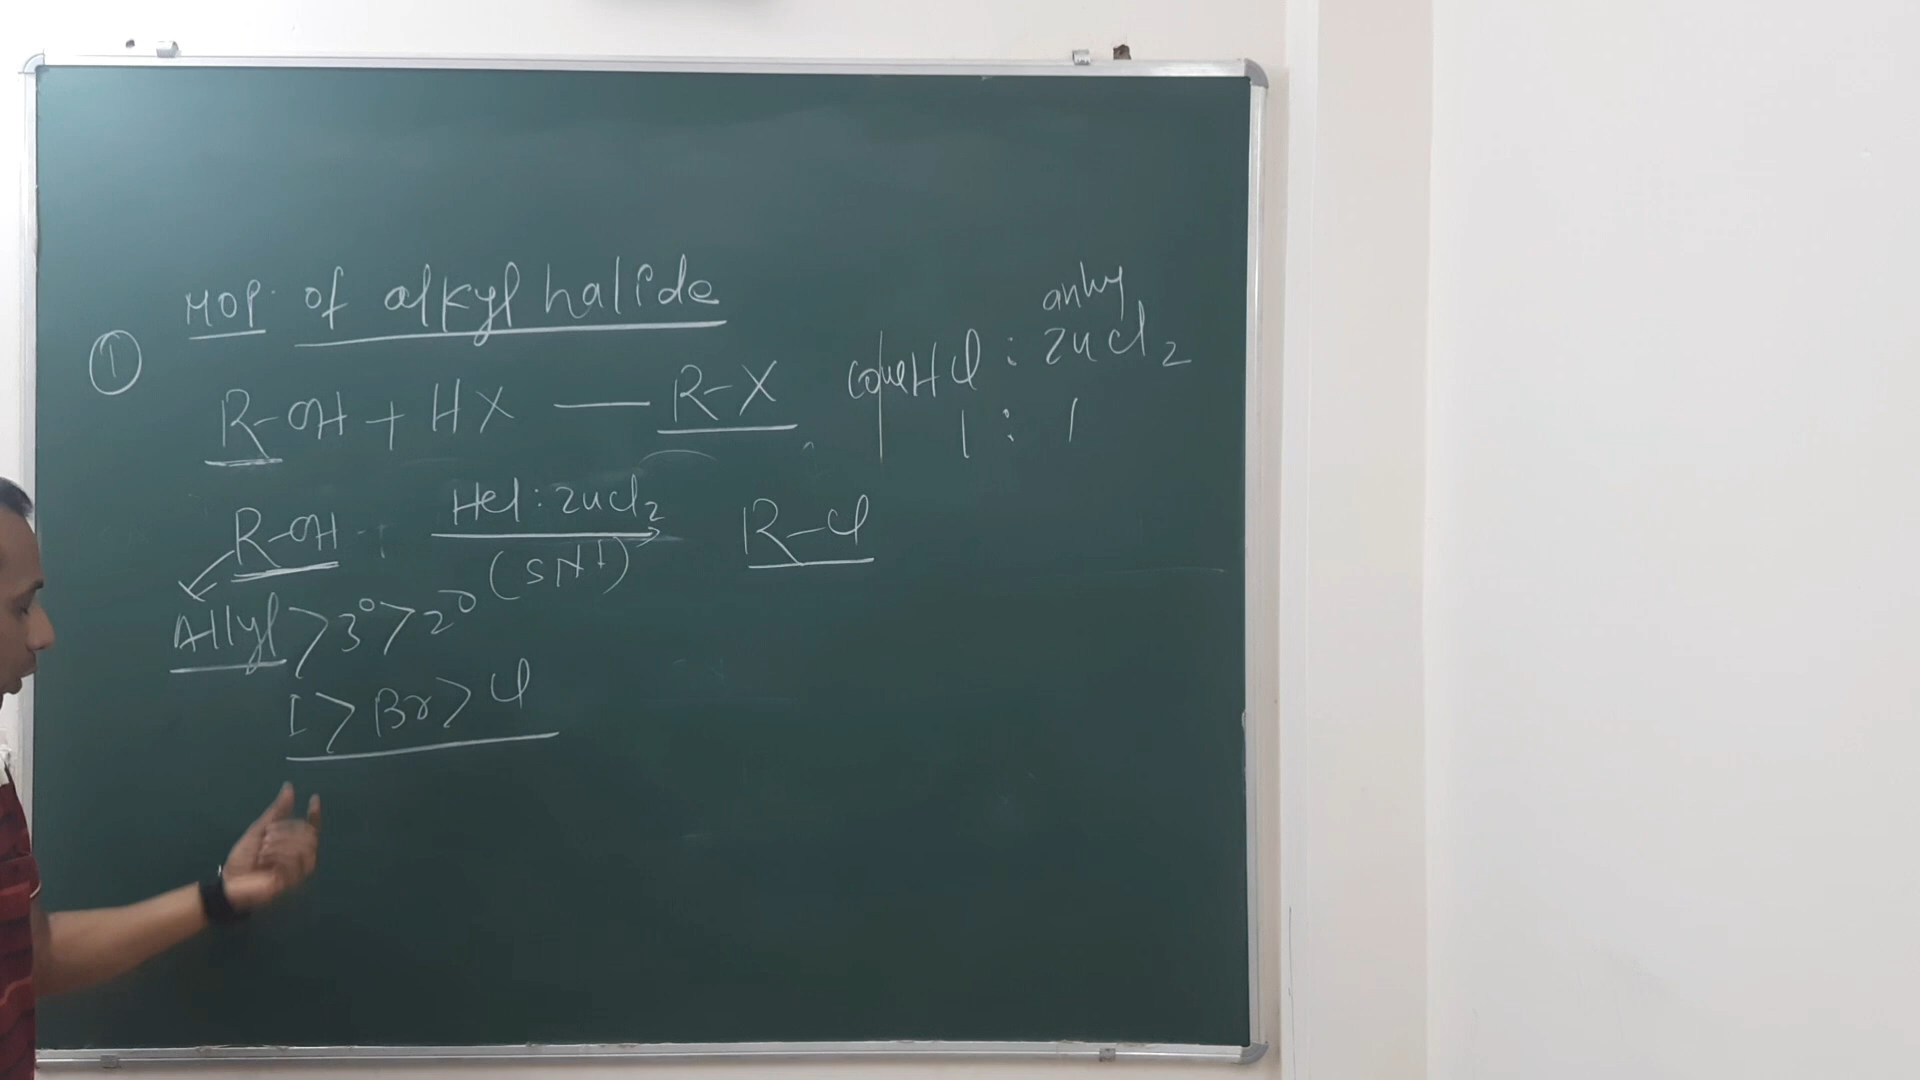 MOP. of alkyl halide
①
R-OH + HX — R-X
conc HCl : anhy ZnCl2
1 : 1
R-OH HCl : ZnCl2 (SN1) → R-Cl
Allyl > 3° > 2°
I > Br > Cl